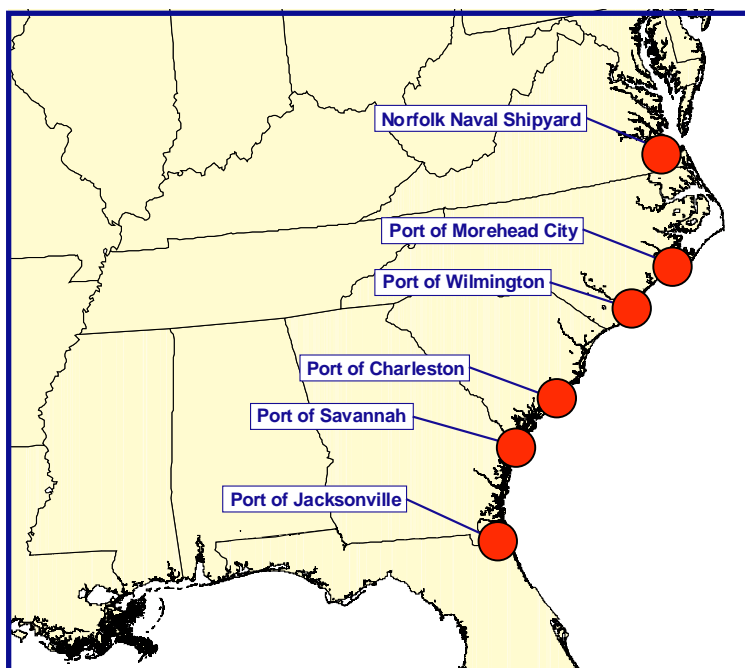 Norfolk Naval Shipyard
Port of Morehead City
Port of Wilmington
Port of Charleston
Port of Savannah
Port of Jacksonville